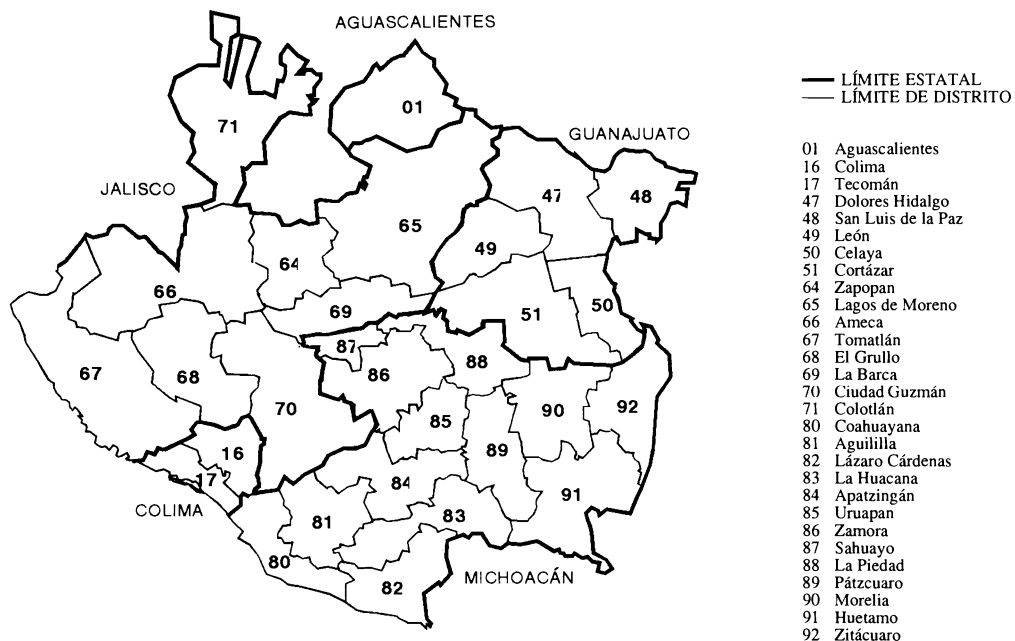 AGUASCALIENTES
01
71
GUANAJUATO
JALISCO
47
48
65
49
64
66
69
51
50
87
88
67
68
86
70
85
90
92
16
89
17
84
91
COLIMA
81
83
80
82
MICHOACÁN
LÍMITE ESTATAL
LÍMITE DE DISTRITO
01 Aguascalientes
16 Colima
17 Tecomán
47 Dolores Hidalgo
48 San Luis de la Paz
49 León
50 Celaya
51 Cortázar
64 Zapopan
65 Lagos de Moreno
66 Ameca
67 Tomatlán
68 El Grullo
69 La Barca
70 Ciudad Guzmán
71 Colotlán
80 Coahuayana
81 Aguililla
82 Lázaro Cárdenas
83 La Huacana
84 Apatzingán
85 Uruapan
86 Zamora
87 Sahuayo
88 La Piedad
89 Pátzcuaro
90 Morelia
91 Huetamo
92 Zitácuaro